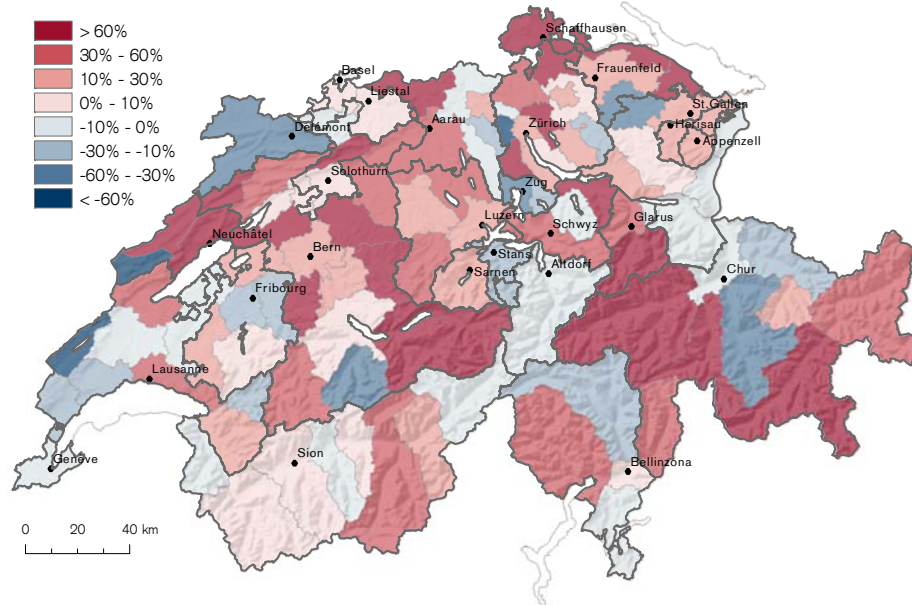 > 60%
30% - 60%
10% - 30%
0% - 10%
-10% - 0%
-30% - -10%
-60% - -30%
< -60%
Schaffhausen
Basel
Frauenfeld
Liestal
St.Gallen
Delémont
Aarau
Zürich
Herisau
Appenzell
Solothurn
Zug
Luzern
Glarus
Neuchâtel
Schwyz
Bern
Stans
Altdorf
Sarnen
Chur
Fribourg
Lausanne
Genève
Sion
Bellinzona
0 20 40 km